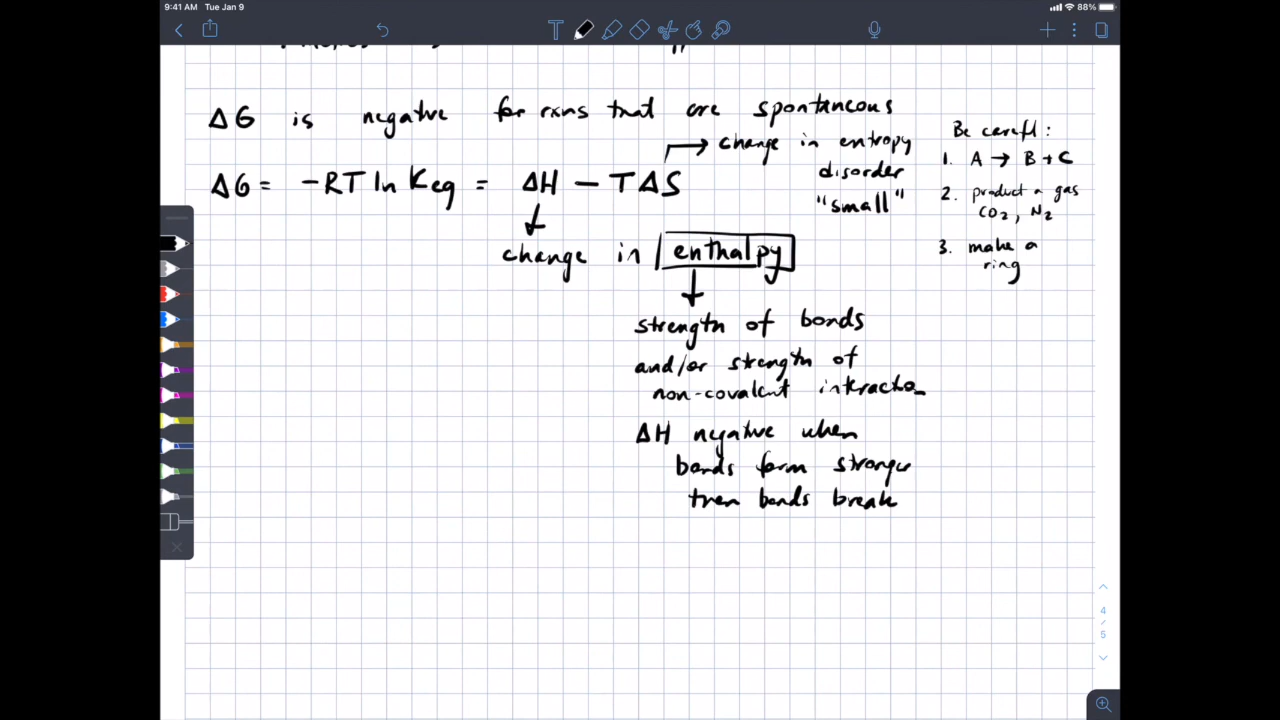 9:41 AM Tue Jan 9
88%
ΔG is negative for rxns that are spontaneous
ΔG = -RT ln Keq = ΔH - TΔS
change in entropy
disorder
"small"
Be careful:
1. A → B + C
2. product a gas
CO2, N2
3. make a
ring
change in enthalpy
strength of bonds
and/or strength of
non-covalent
ΔH negative when
bonds form stronger
then bonds break
4
/
5